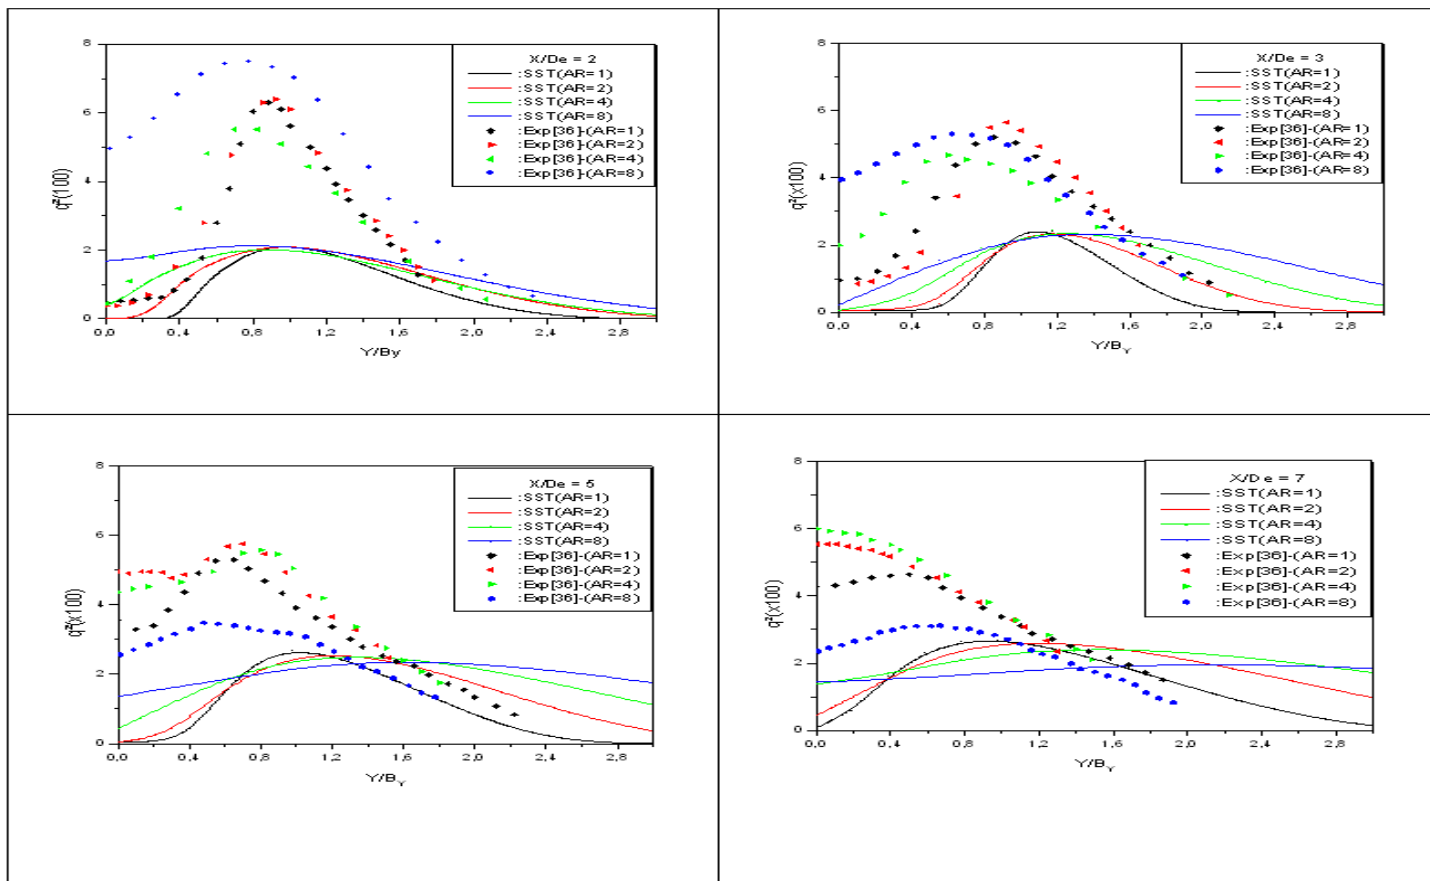 X/De = 2
:SST(AR=1)
:SST(AR=2)
:SST(AR=4)
:SST(AR=8)
:Exp[36]-(AR=1)
:Exp[36]-(AR=2)
:Exp[36]-(AR=4)
:Exp[36]-(AR=8)
q²(100)
8
6
4
2
0
0,0 0,4 0,8 1,2 1,6 2,0 2,4 2,8
Y/By
X/De = 3
:SST(AR=1)
:SST(AR=2)
:SST(AR=4)
:SST(AR=8)
:Exp[36]-(AR=1)
:Exp[36]-(AR=2)
:Exp[36]-(AR=4)
:Exp[36]-(AR=8)
q²(x100)
8
6
4
2
0
0,0 0,4 0,8 1,2 1,6 2,0 2,4 2,8
Y/BY
X/De = 5
:SST(AR=1)
:SST(AR=2)
:SST(AR=4)
:SST(AR=8)
:Exp[36]-(AR=1)
:Exp[36]-(AR=2)
:Exp[36]-(AR=4)
:Exp[36]-(AR=8)
q²(x100)
8
6
4
2
0
0,0 0,4 0,8 1,2 1,6 2,0 2,4 2,8
Y/BY
X/De = 7
:SST(AR=1)
:SST(AR=2)
:SST(AR=4)
:SST(AR=8)
:Exp[36]-(AR=1)
:Exp[36]-(AR=2)
:Exp[36]-(AR=4)
:Exp[36]-(AR=8)
q²(x100)
8
6
4
2
0
0,0 0,4 0,8 1,2 1,6 2,0 2,4 2,8
Y/BY